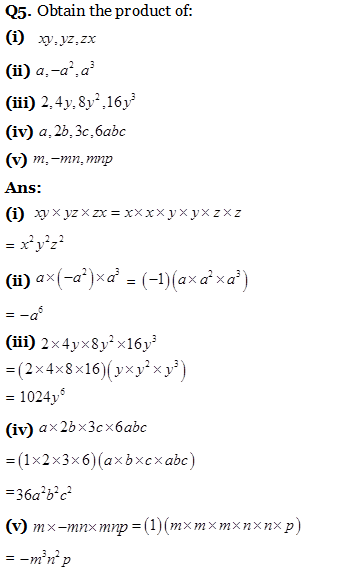 Q5. Obtain the product of:
(i) xy, yz, zx
(ii) a, −a², a³
(iii) 2, 4y, 8y², 16y³
(iv) a, 2b, 3c, 6abc
(v) m, −mn, mnp
Ans:
(i) xy × yz × zx = x × x × y × y × z × z
= x²y²z²
(ii) a×(−a²)×a³ = (−1)(a×a²×a³)
= −a⁶
(iii) 2×4y×8y²×16y³
=(2×4×8×16)(y×y²×y³)
= 1024y⁶
(iv) a×2b×3c×6abc
=(1×2×3×6)(a×b×c×abc)
=36a²b²c²
(v) m×−mn×mnp =(1)(m×m×m×n×n×p)
= −m³n²p